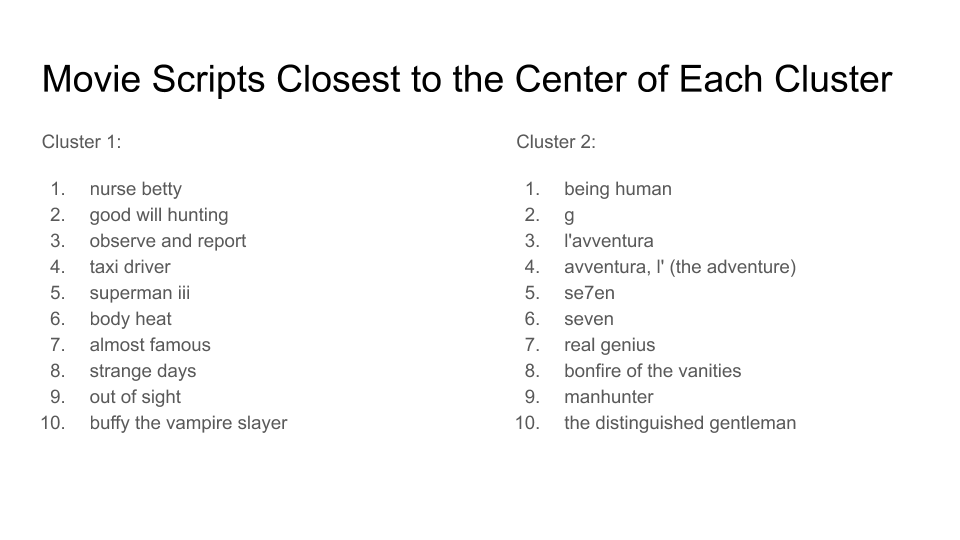 Movie Scripts Closest to the Center of Each Cluster
Cluster 1:
1. nurse betty
2. good will hunting
3. observe and report
4. taxi driver
5. superman iii
6. body heat
7. almost famous
8. strange days
9. out of sight
10. buffy the vampire slayer
Cluster 2:
1. being human
2. g
3. l'avventura
4. avventura, l' (the adventure)
5. se7en
6. seven
7. real genius
8. bonfire of the vanities
9. manhunter
10. the distinguished gentleman